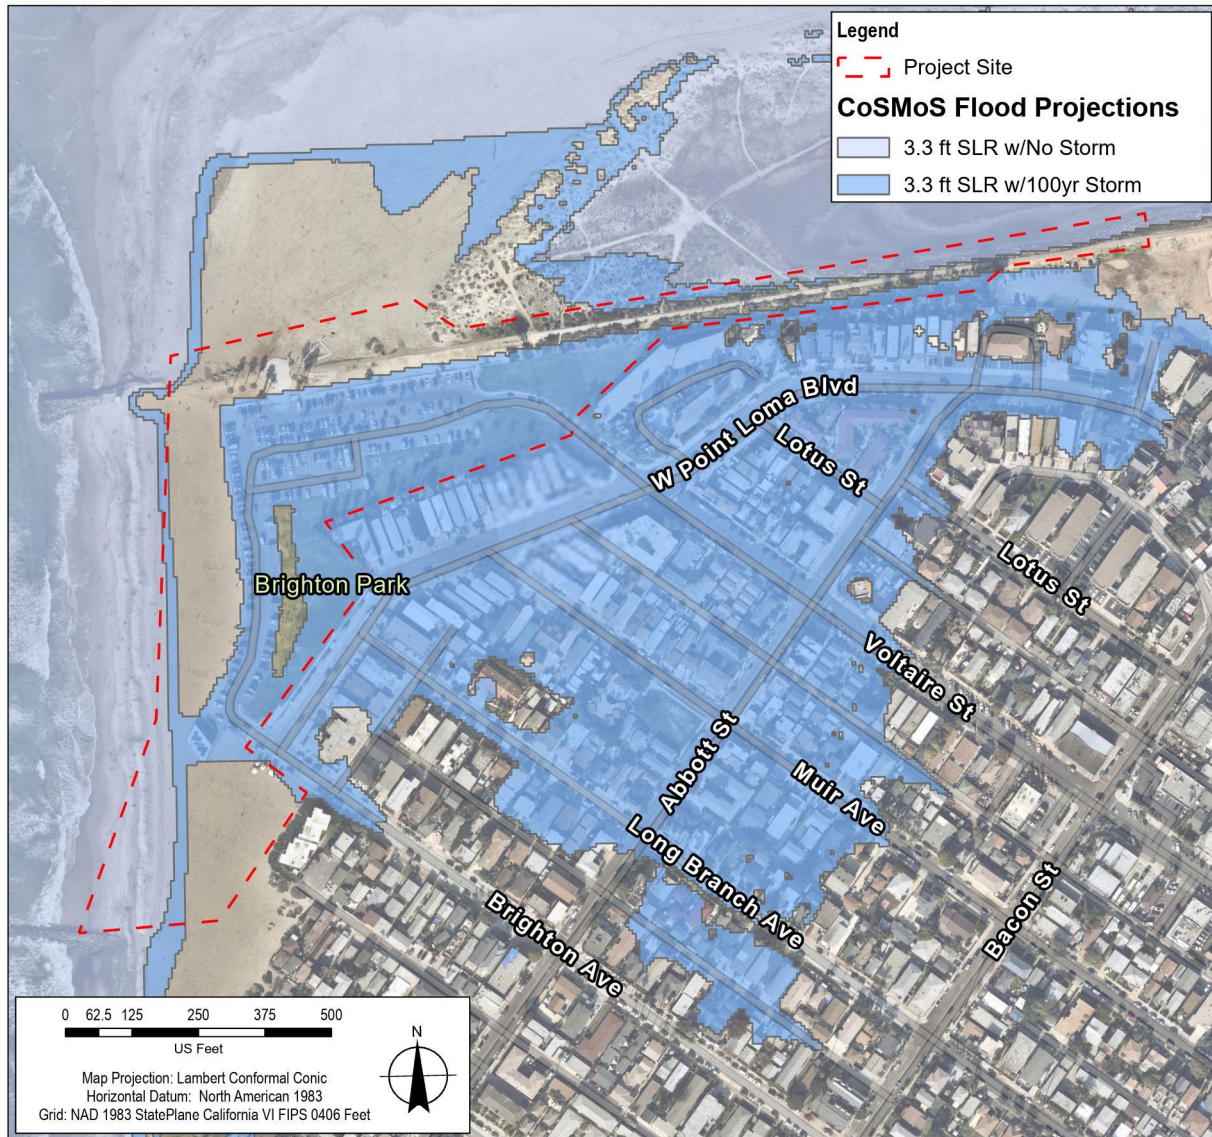 Legend
Project Site
CoSMoS Flood Projections
3.3 ft SLR w/No Storm
3.3 ft SLR w/100yr Storm
W Point Loma Blvd
Lotus St
Lotus St
Brighton Park
Voltaire St
Abbott St
Muir Ave
Long Branch Ave
Bacon St
Brighton Ave
0 62.5 125 250 375 500
US Feet
N
Map Projection: Lambert Conformal Conic
Horizontal Datum: North American 1983
Grid: NAD 1983 StatePlane California VI FIPS 0406 Feet